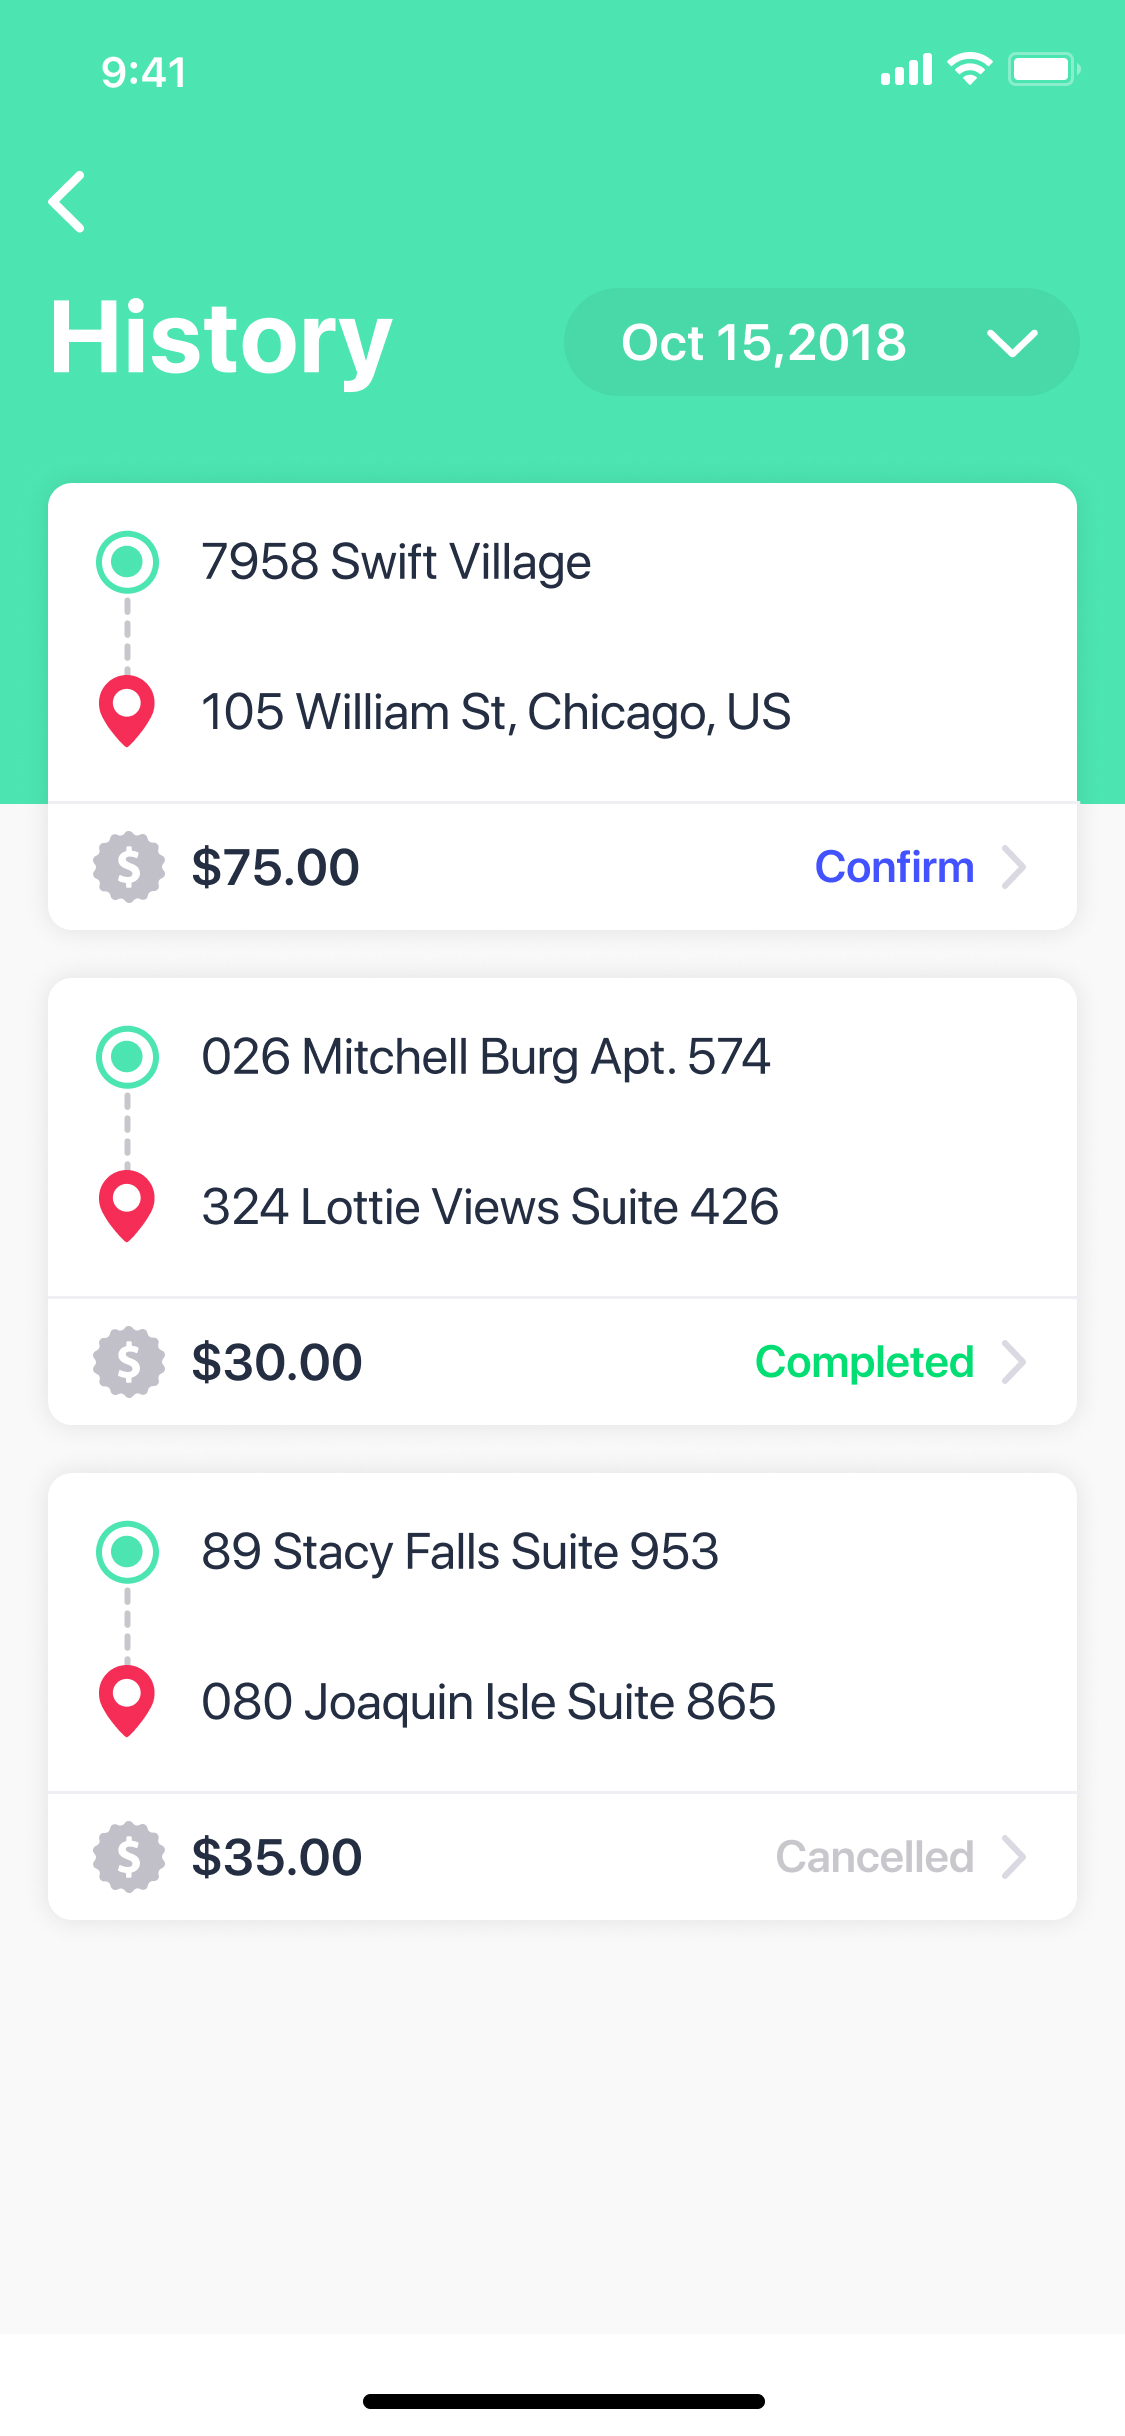 9:41
History
Oct 15,2018
7958 Swift Village
105 William St, Chicago, US
$ $75.00 Confirm
026 Mitchell Burg Apt. 574
324 Lottie Views Suite 426
$ $30.00 Completed
89 Stacy Falls Suite 953
080 Joaquin Isle Suite 865
$ $35.00 Cancelled